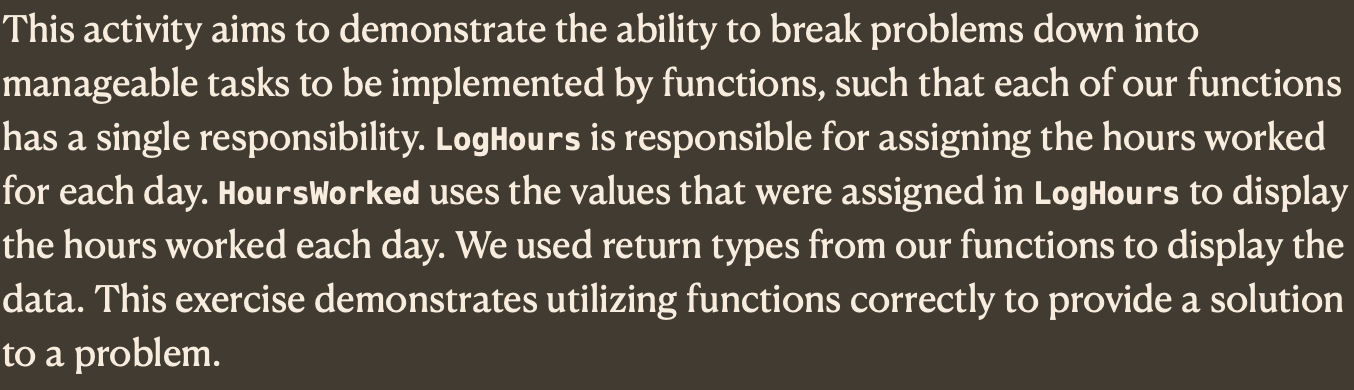 This activity aims to demonstrate the ability to break problems down into
manageable tasks to be implemented by functions, such that each of our functions
has a single responsibility. LogHours is responsible for assigning the hours worked
for each day. HoursWorked uses the values that were assigned in LogHours to display
the hours worked each day. We used return types from our functions to display the
data. This exercise demonstrates utilizing functions correctly to provide a solution
to a problem.